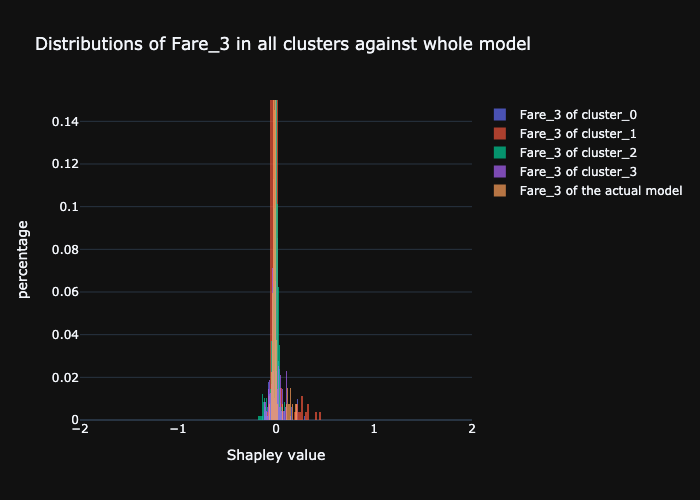 Distributions of Fare_3 in all clusters against whole model
0.14
0.12
0.1
0.08
0.06
0.04
0.02
0
percentage
−2
−1
0
1
2
Shapley value
Fare_3 of cluster_0
Fare_3 of cluster_1
Fare_3 of cluster_2
Fare_3 of cluster_3
Fare_3 of the actual model